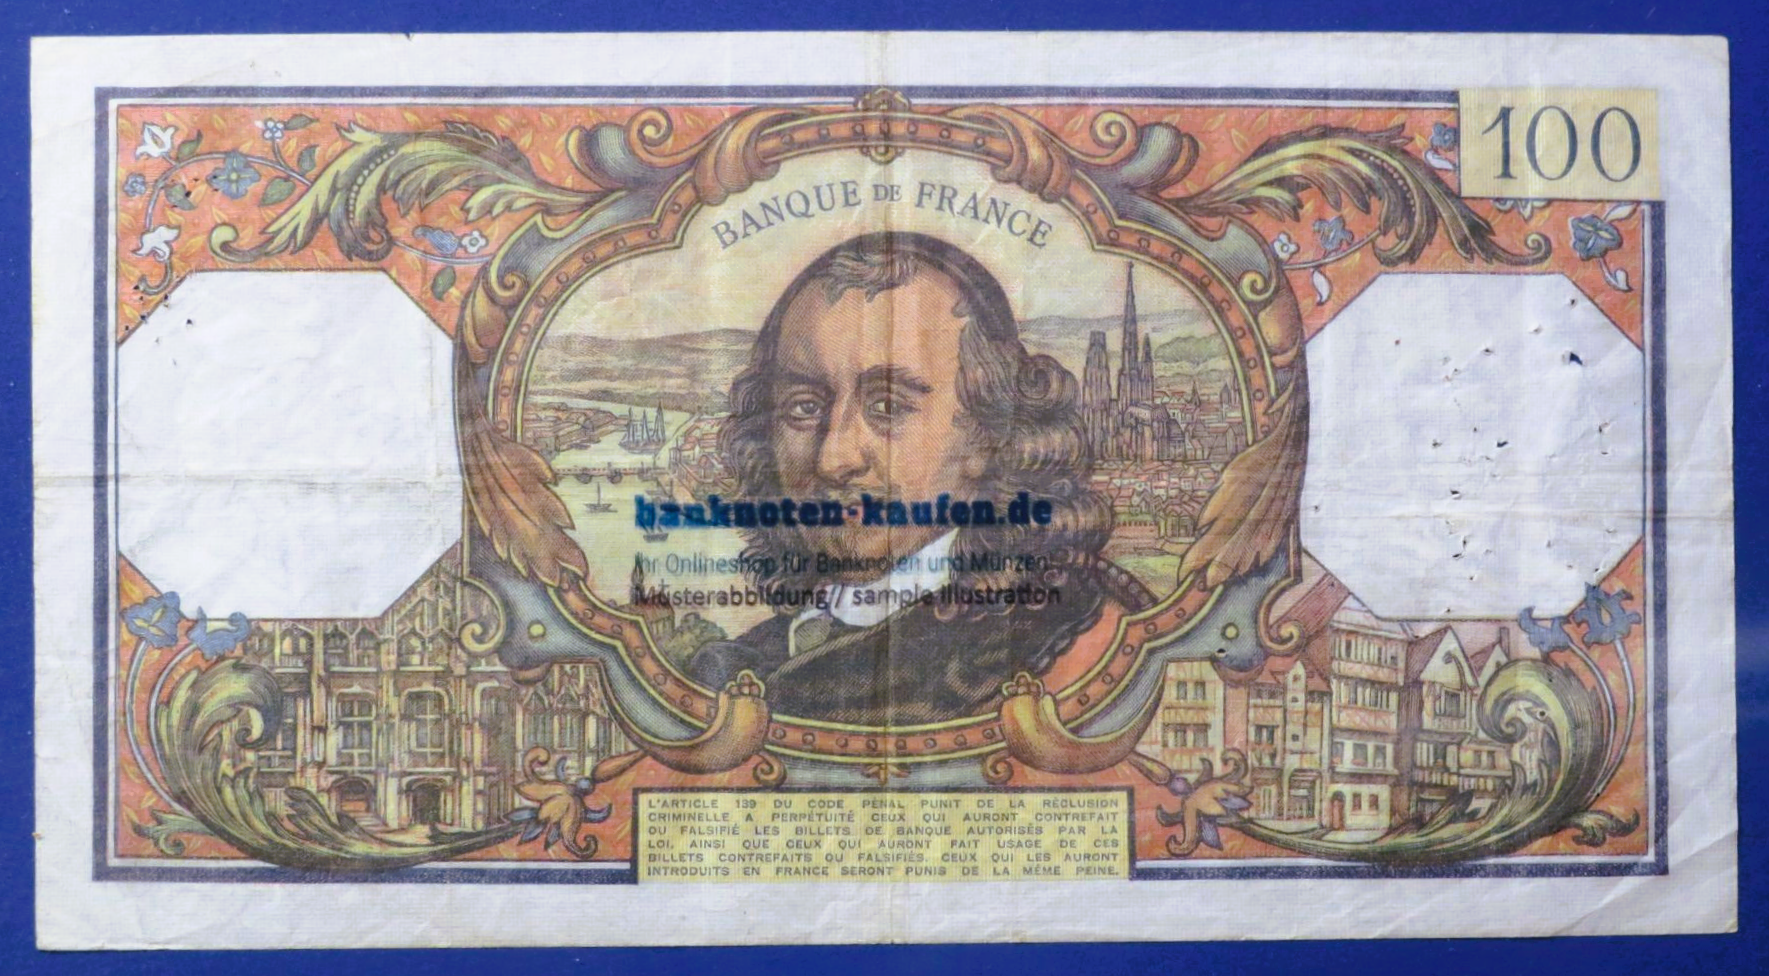 100
BANQUE DE FRANCE
banknoten-kaufen.de
Ihr Onlineshop für Banknoten und Münzen
Musterabbildung// sample illustration
L'ARTICLE 139 DU CODE PÉNAL PUNIT DE LA RÉCLUSION
CRIMINELLE A PERPÉTUITÉ CEUX QUI AURONT CONTREFAIT
OU FALSIFIÉ LES BILLETS DE BANQUE AUTORISÉS PAR LA
LOI, AINSI QUE CEUX QUI AURONT FAIT USAGE DE CES
BILLETS CONTREFAITS OU FALSIFIÉS. CEUX QUI LES AURONT
INTRODUITS EN FRANCE SERONT PUNIS DE LA MÊME PEINE.